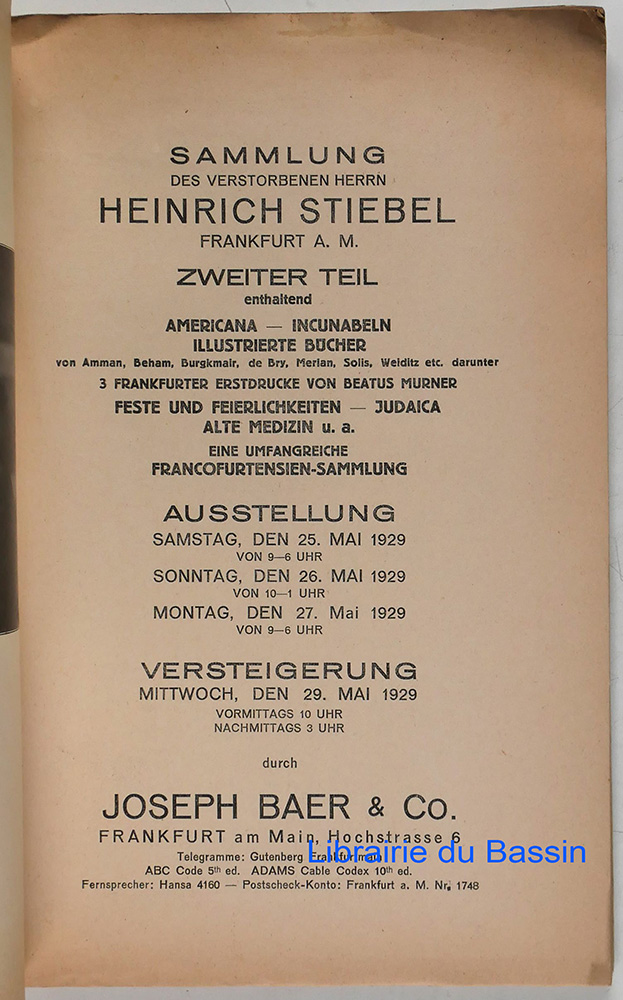 SAMMLUNG
DES VERSTORBENEN HERRN
HEINRICH STIEBEL
FRANKFURT A. M.
ZWEITER TEIL
enthaltend
AMERICANA — INCUNABELN
ILLUSTRIERTE BÜCHER
von Amman, Beham, Burgkmair, de Bry, Merian, Solis, Weiditz etc. darunter
3 FRANKFURTER ERSTDRUCKE VON BEATUS MURNER
FESTE UND FEIERLICHKEITEN — JUDAICA
ALTE MEDIZIN u. a.
EINE UMFANGREICHE
FRANCOFURTENSIEN-SAMMLUNG
AUSSTELLUNG
SAMSTAG, DEN 25. MAI 1929
VON 9—6 UHR
SONNTAG, DEN 26. MAI 1929
VON 10—1 UHR
MONTAG, DEN 27. Mai 1929
VON 9—6 UHR
VERSTEIGERUNG
MITTWOCH, DEN 29. MAI 1929
VORMITTAGS 10 UHR
NACHMITTAGS 3 UHR
durch
JOSEPH BAER & Co.
FRANKFURT am Main, Hochstrasse 6
Librairie du Bassin
Telegramme: Gutenberg Frankfurtmain
ABC Code 5th ed. ADAMS Cable Codex 10th ed.
Fernsprecher: Hansa 4160 — Postscheck-Konto: Frankfurt a. M. Nr. 1748